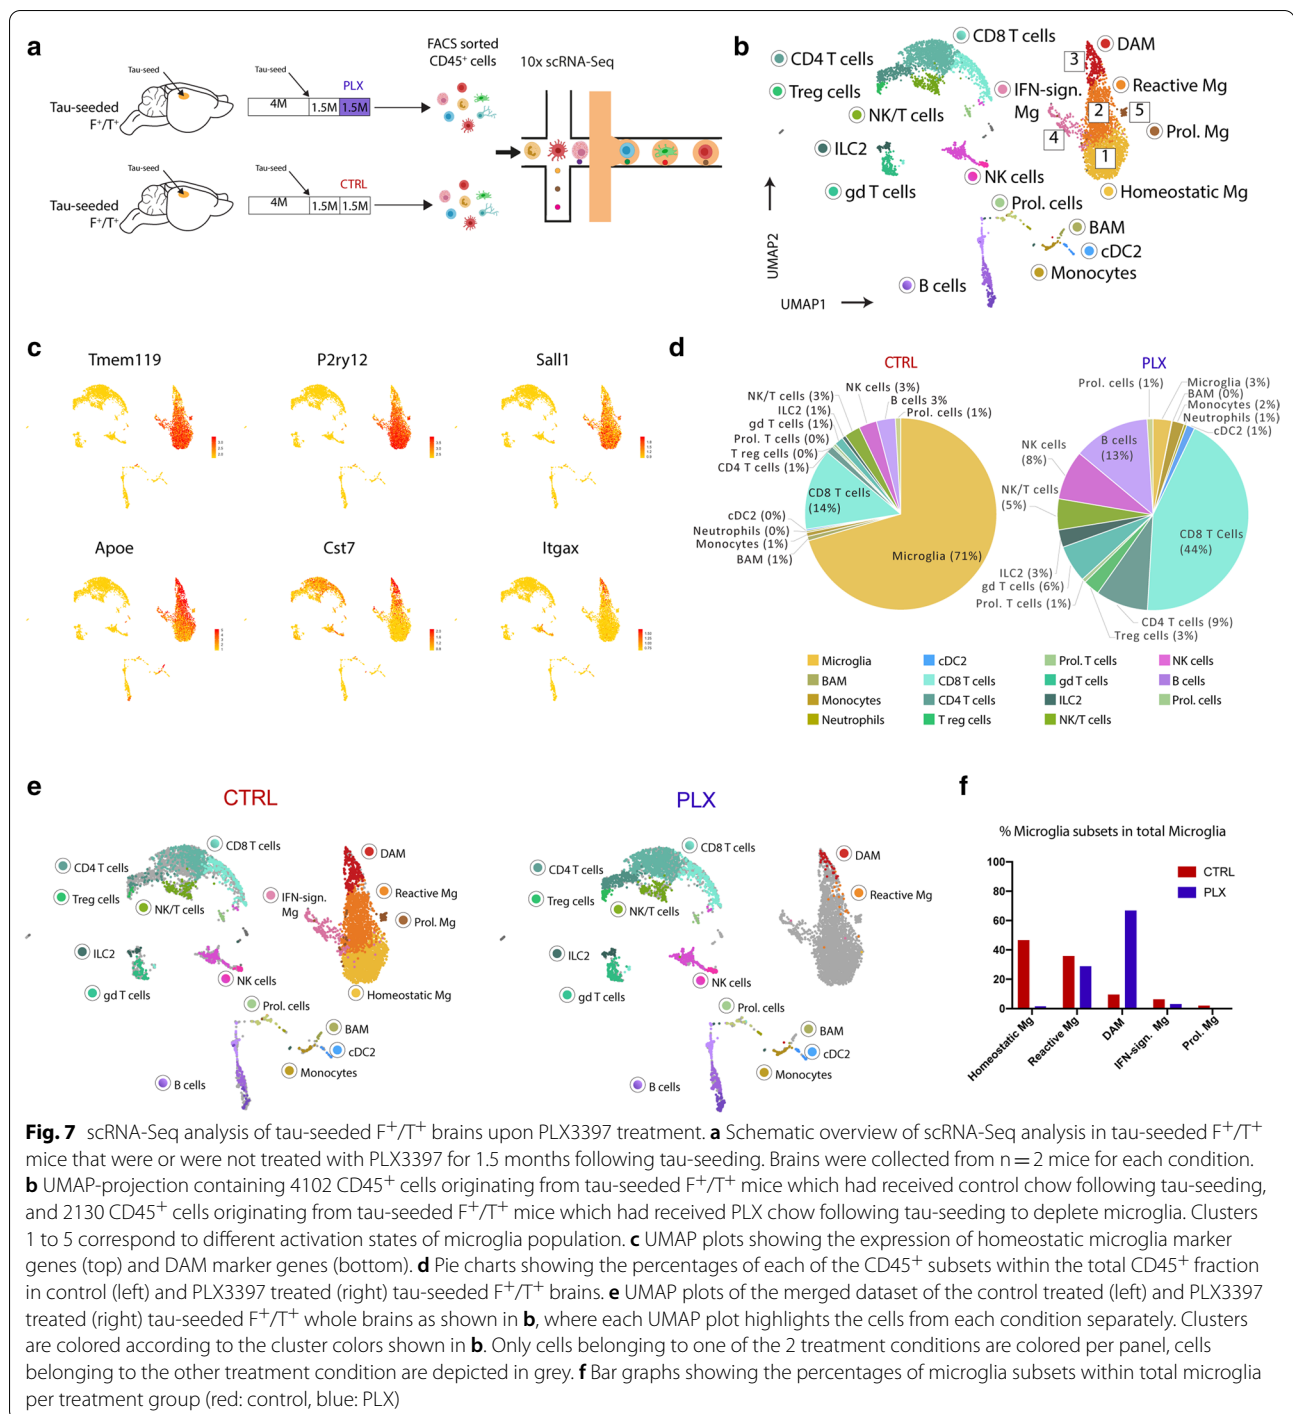 a
FACS sorted
CD45+ cells
10x scRNA-Seq
Tau-seed
Tau-seed
PLX
Tau-seeded
F+/T+
4M
1.5M
1.5M
Tau-seed
Tau-seed
CTRL
Tau-seeded
F+/T+
4M
1.5M
1.5M
b
CD8 T cells
DAM
CD4 T cells
3
Treg cells
IFN-sign.
Mg
Reactive Mg
NK/T cells
2
5
Prol. Mg
4
ILC2
1
NK cells
gd T cells
Homeostatic Mg
Prol. cells
BAM
cDC2
Monocytes
B cells
UMAP2
UMAP1
c
Tmem119
P2ry12
Sall1
Apoe
Cst7
Itgax
d
CTRL
NK cells (3%)
NK/T cells (3%)
B cells 3%
ILC2 (1%)
Prol. cells (1%)
gd T cells (1%)
Prol. T cells (0%)
T reg cells (0%)
CD4 T cells (1%)
CD8 T cells
(14%)
cDC2 (0%)
Neutrophils (0%)
Monocytes (1%)
BAM (1%)
Microglia (71%)
PLX
Prol. cells (1%)
Microglia (3%)
BAM (0%)
Monocytes (2%)
Neutrophils (1%)
cDC2 (1%)
B cells
(13%)
NK cells
(8%)
NK/T cells
(5%)
CD8 T Cells
44%)
ILC2 (3%)
gd T cells (6%)
Prol. T cells (1%)
CD4 T cells (9%)
Treg cells (3%)
Microglia
cDC2
Prol. T cells
NK cells
BAM
CD8 T cells
gd T cells
B cells
Monocytes
CD4 T cells
ILC2
Prol. cells
Neutrophils
T reg cells
NK/T cells
e
CTRL
CD8 T cells
DAM
CD4 T cells
Treg cells
IFN-sign.
Mg
Reactive Mg
NK/T cells
Prol. Mg
ILC2
NK cells
gd T cells
Homeostatic Mg
Prol. cells
BAM
cDC2
Monocytes
B cells
PLX
CD8 T cells
DAM
CD4 T cells
Treg cells
Reactive Mg
NK/T cells
ILC2
NK cells
gd T cells
Prol. cells
BAM
cDC2
Monocytes
B cells
f
% Microglia subsets in total Microglia
100
80
60
40
20
0
CTRL
PLX
Homeostatic Mg
Reactive Mg
DAM
IFN-sign. Mg
Prol. Mg
Fig. 7 scRNA-Seq analysis of tau-seeded F+/T+ brains upon PLX3397 treatment. a Schematic overview of scRNA-Seq analysis in tau-seeded F+/T+
mice that were or were not treated with PLX3397 for 1.5 months following tau-seeding. Brains were collected from n = 2 mice for each condition.
b UMAP-projection containing 4102 CD45+ cells originating from tau-seeded F+/T+ mice which had received control chow following tau-seeding,
and 2130 CD45+ cells originating from tau-seeded F+/T+ mice which had received PLX chow following tau-seeding to deplete microglia. Clusters
1 to 5 correspond to different activation states of microglia population. c UMAP plots showing the expression of homeostatic microglia marker
genes (top) and DAM marker genes (bottom). d Pie charts showing the percentages of each of the CD45+ subsets within the total CD45+ fraction
in control (left) and PLX3397 treated (right) tau-seeded F+/T+ brains. e UMAP plots of the merged dataset of the control treated (left) and PLX3397
treated (right) tau-seeded F+/T+ whole brains as shown in b, where each UMAP plot highlights the cells from each condition separately. Clusters
are colored according to the cluster colors shown in b. Only cells belonging to one of the 2 treatment conditions are colored per panel, cells
belonging to the other treatment condition are depicted in grey. f Bar graphs showing the percentages of microglia subsets within total microglia
per treatment group (red: control, blue: PLX)